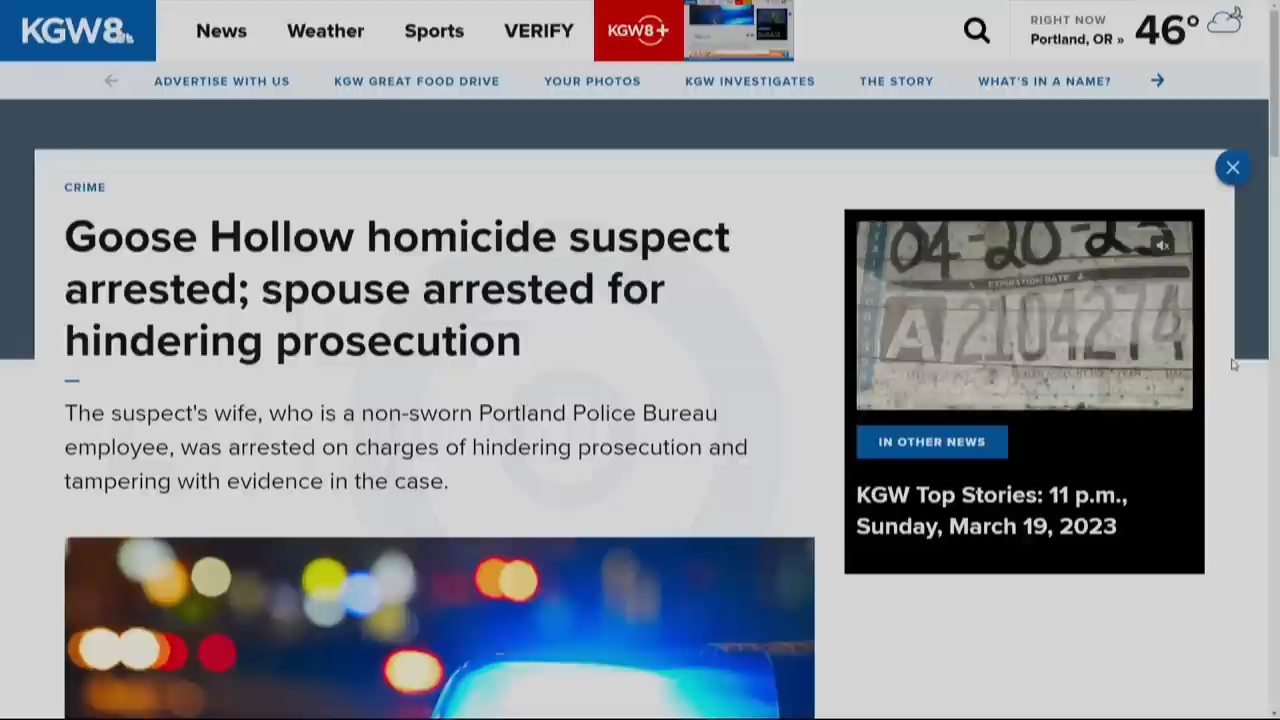 KGW8
News
Weather
Sports
VERIFY
KGW8+
RIGHT NOW
Portland, OR »
46°
ADVERTISE WITH US
KGW GREAT FOOD DRIVE
YOUR PHOTOS
KGW INVESTIGATES
THE STORY
WHAT'S IN A NAME?
CRIME
Goose Hollow homicide suspect
arrested; spouse arrested for
hindering prosecution
The suspect's wife, who is a non-sworn Portland Police Bureau
employee, was arrested on charges of hindering prosecution and
tampering with evidence in the case.
04-20-23
EXPIRATION DATE
A 2104274
IN OTHER NEWS
KGW Top Stories: 11 p.m.,
Sunday, March 19, 2023